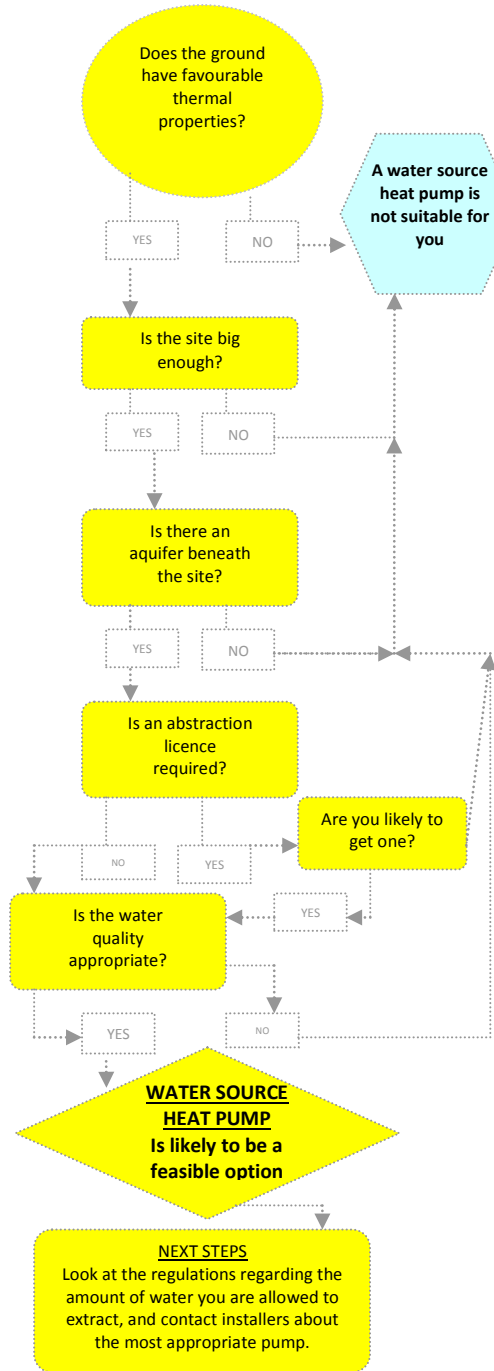 Does the ground
have favourable
thermal
properties?
A water source
heat pump is
not suitable for
you
YES
NO
Is the site big
enough?
YES
NO
Is there an
aquifer beneath
the site?
YES
NO
Is an abstraction
licence
required?
Are you likely to
get one?
NO
YES
YES
Is the water
quality
appropriate?
YES
NO
WATER SOURCE
HEAT PUMP
Is likely to be a
feasible option
NEXT STEPS
Look at the regulations regarding the
amount of water you are allowed to
extract, and contact installers about
the most appropriate pump.